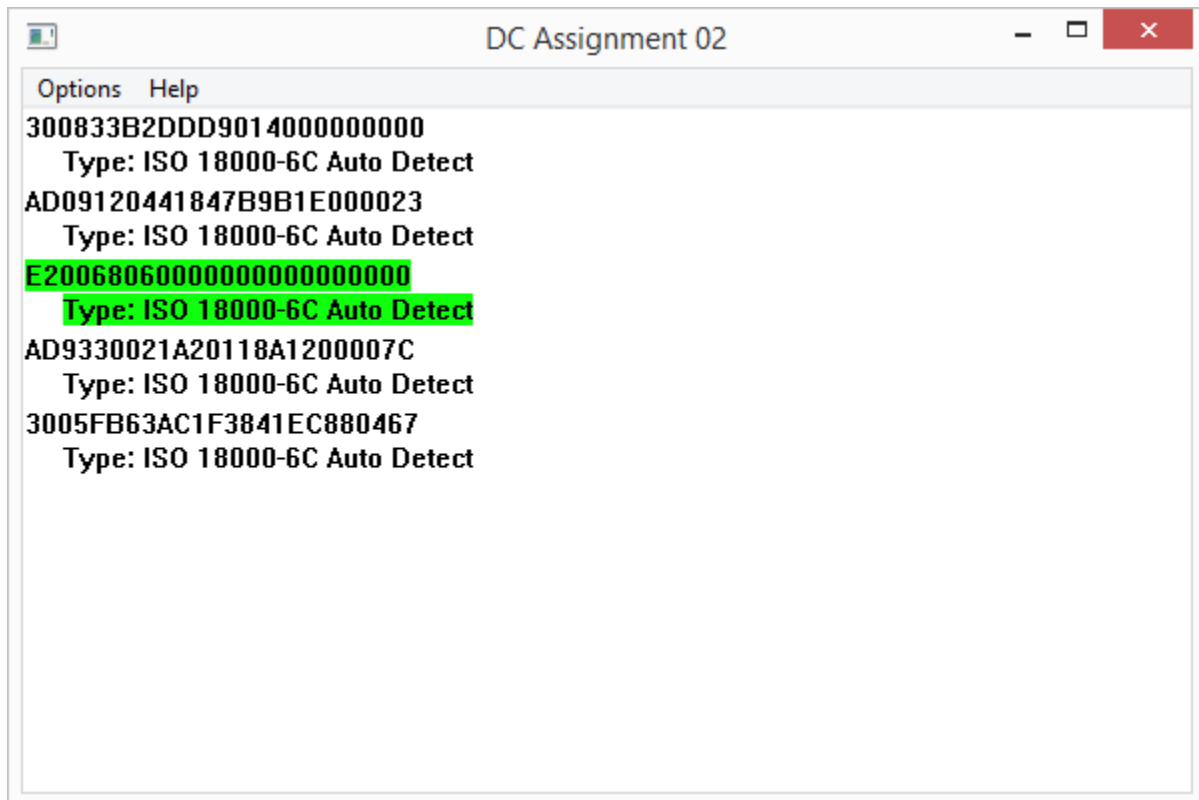 DC Assignment 02
Options Help
300833B2DDD9014000000000
Type: ISO 18000-6C Auto Detect
AD09120441847B9B1E000023
Type: ISO 18000-6C Auto Detect
E20068060000000000000000
Type: ISO 18000-6C Auto Detect
AD9330021A20118A1200007C
Type: ISO 18000-6C Auto Detect
3005FB63AC1F3841EC880467
Type: ISO 18000-6C Auto Detect